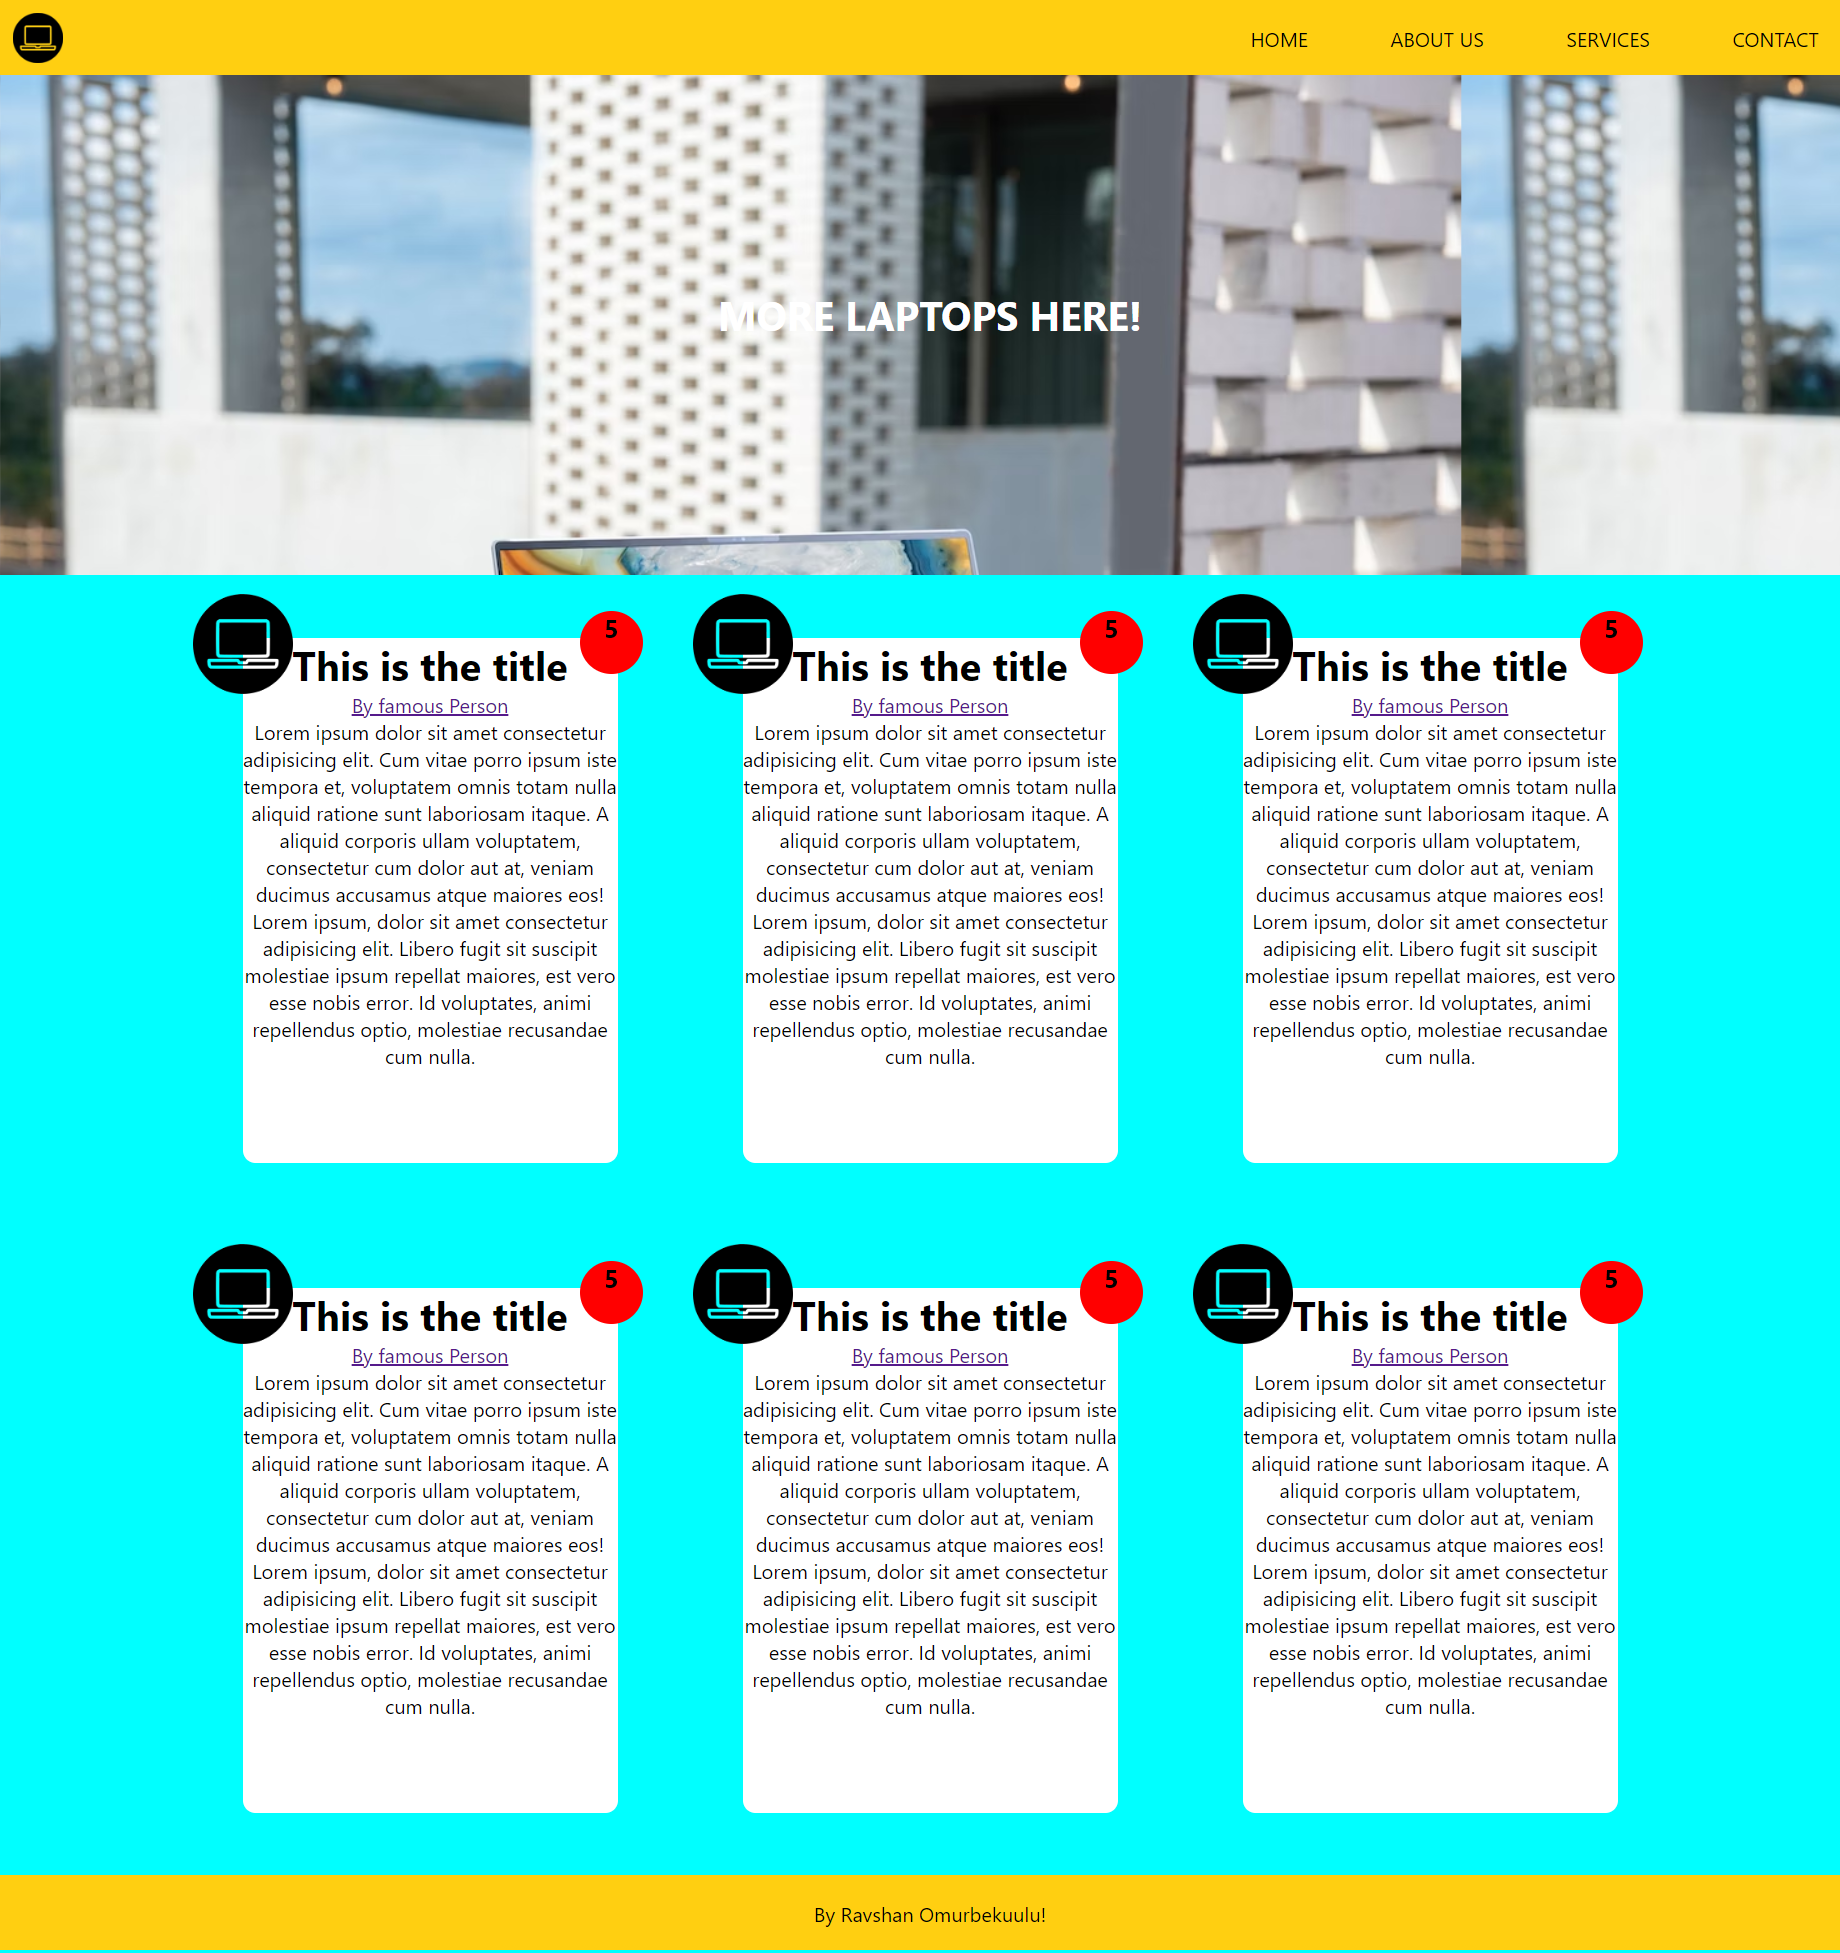 HOME ABOUT US SERVICES CONTACT
MORE LAPTOPS HERE!
5
This is the title
By famous Person
Lorem ipsum dolor sit amet consectetur
adipisicing elit. Cum vitae porro ipsum iste
tempora et, voluptatem omnis totam nulla
aliquid ratione sunt laboriosam itaque. A
aliquid corporis ullam voluptatem,
consectetur cum dolor aut at, veniam
ducimus accusamus atque maiores eos!
Lorem ipsum, dolor sit amet consectetur
adipisicing elit. Libero fugit sit suscipit
molestiae ipsum repellat maiores, est vero
esse nobis error. Id voluptates, animi
repellendus optio, molestiae recusandae
cum nulla.
5
This is the title
By famous Person
Lorem ipsum dolor sit amet consectetur
adipisicing elit. Cum vitae porro ipsum iste
tempora et, voluptatem omnis totam nulla
aliquid ratione sunt laboriosam itaque. A
aliquid corporis ullam voluptatem,
consectetur cum dolor aut at, veniam
ducimus accusamus atque maiores eos!
Lorem ipsum, dolor sit amet consectetur
adipisicing elit. Libero fugit sit suscipit
molestiae ipsum repellat maiores, est vero
esse nobis error. Id voluptates, animi
repellendus optio, molestiae recusandae
cum nulla.
5
This is the title
By famous Person
Lorem ipsum dolor sit amet consectetur
adipisicing elit. Cum vitae porro ipsum iste
tempora et, voluptatem omnis totam nulla
aliquid ratione sunt laboriosam itaque. A
aliquid corporis ullam voluptatem,
consectetur cum dolor aut at, veniam
ducimus accusamus atque maiores eos!
Lorem ipsum, dolor sit amet consectetur
adipisicing elit. Libero fugit sit suscipit
molestiae ipsum repellat maiores, est vero
esse nobis error. Id voluptates, animi
repellendus optio, molestiae recusandae
cum nulla.
5
This is the title
By famous Person
Lorem ipsum dolor sit amet consectetur
adipisicing elit. Cum vitae porro ipsum iste
tempora et, voluptatem omnis totam nulla
aliquid ratione sunt laboriosam itaque. A
aliquid corporis ullam voluptatem,
consectetur cum dolor aut at, veniam
ducimus accusamus atque maiores eos!
Lorem ipsum, dolor sit amet consectetur
adipisicing elit. Libero fugit sit suscipit
molestiae ipsum repellat maiores, est vero
esse nobis error. Id voluptates, animi
repellendus optio, molestiae recusandae
cum nulla.
5
This is the title
By famous Person
Lorem ipsum dolor sit amet consectetur
adipisicing elit. Cum vitae porro ipsum iste
tempora et, voluptatem omnis totam nulla
aliquid ratione sunt laboriosam itaque. A
aliquid corporis ullam voluptatem,
consectetur cum dolor aut at, veniam
ducimus accusamus atque maiores eos!
Lorem ipsum, dolor sit amet consectetur
adipisicing elit. Libero fugit sit suscipit
molestiae ipsum repellat maiores, est vero
esse nobis error. Id voluptates, animi
repellendus optio, molestiae recusandae
cum nulla.
5
This is the title
By famous Person
Lorem ipsum dolor sit amet consectetur
adipisicing elit. Cum vitae porro ipsum iste
tempora et, voluptatem omnis totam nulla
aliquid ratione sunt laboriosam itaque. A
aliquid corporis ullam voluptatem,
consectetur cum dolor aut at, veniam
ducimus accusamus atque maiores eos!
Lorem ipsum, dolor sit amet consectetur
adipisicing elit. Libero fugit sit suscipit
molestiae ipsum repellat maiores, est vero
esse nobis error. Id voluptates, animi
repellendus optio, molestiae recusandae
cum nulla.
By Ravshan Omurbekuulu!